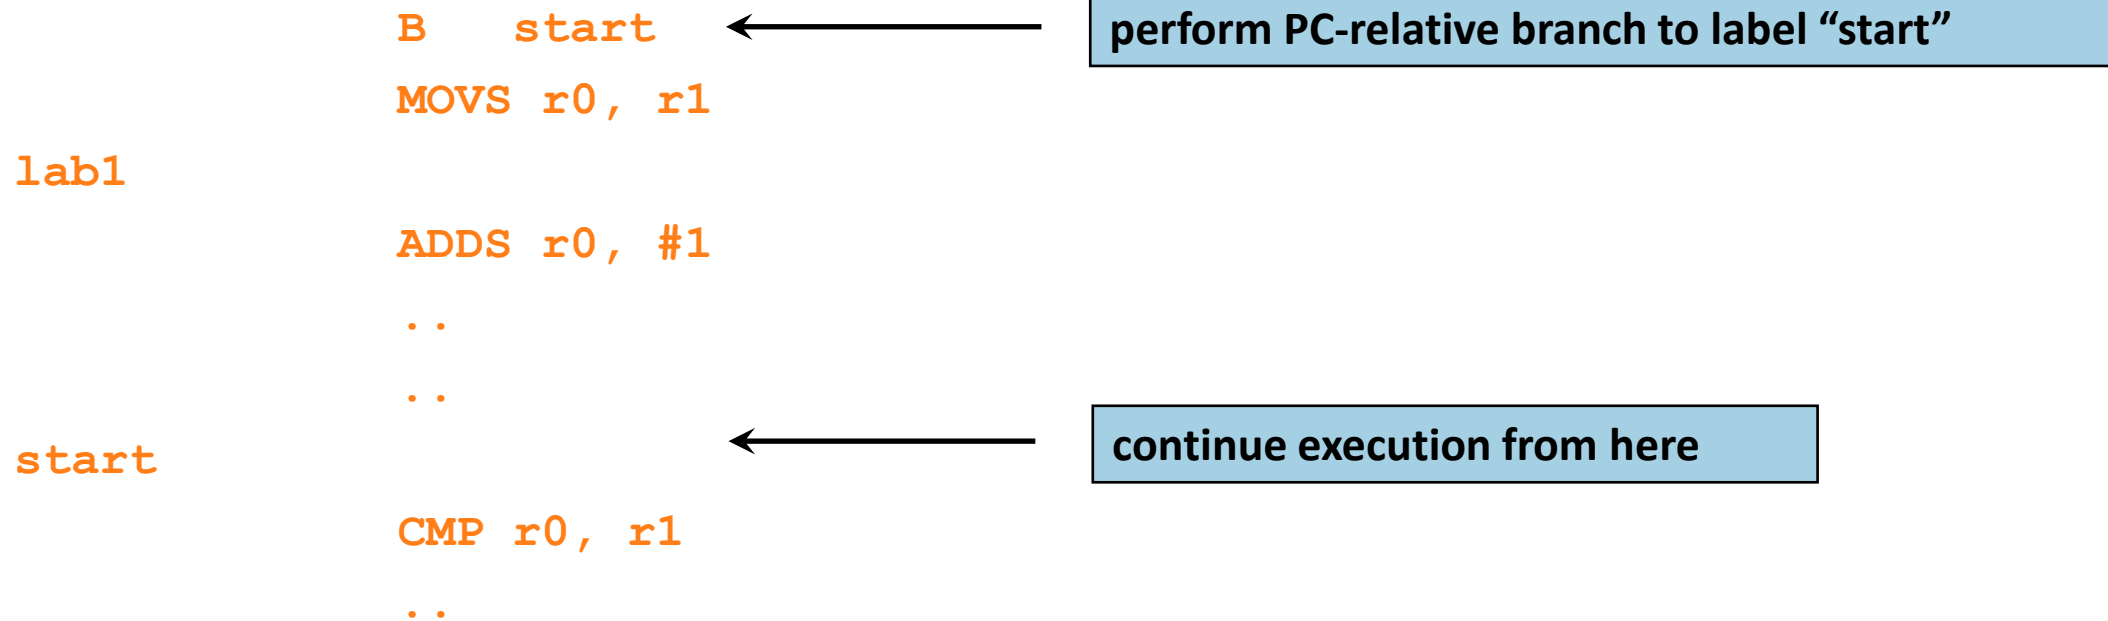 B start perform PC-relative branch to label “start”
MOVS r0, r1
lab1
ADDS r0, #1
..
..
start continue execution from here
CMP r0, r1
..